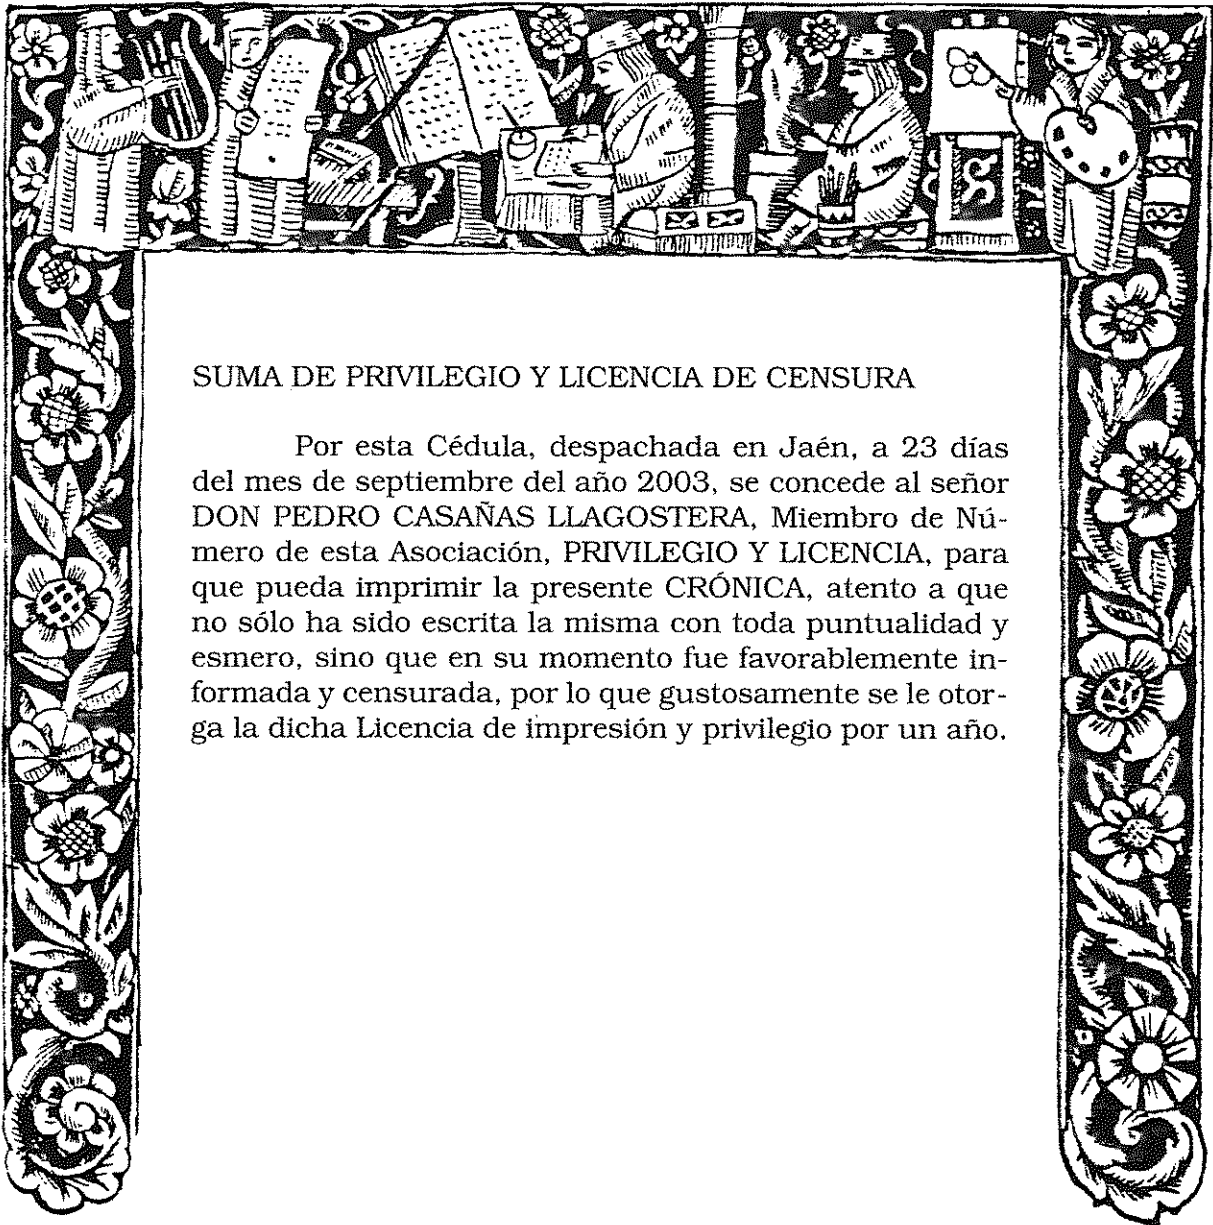 SUMA DE PRIVILEGIO Y LICENCIA DE CENSURA
Por esta Cédula, despachada en Jaén, a 23 días
del mes de septiembre del año 2003, se concede al señor
DON PEDRO CASAÑAS LLAGOSTERA, Miembro de Nú-
mero de esta Asociación, PRIVILEGIO Y LICENCIA, para
que pueda imprimir la presente CRÓNICA, atento a que
no sólo ha sido escrita la misma con toda puntualidad y
esmero, sino que en su momento fue favorablemente in-
formada y censurada, por lo que gustosamente se le otor-
ga la dicha Licencia de impresión y privilegio por un año.